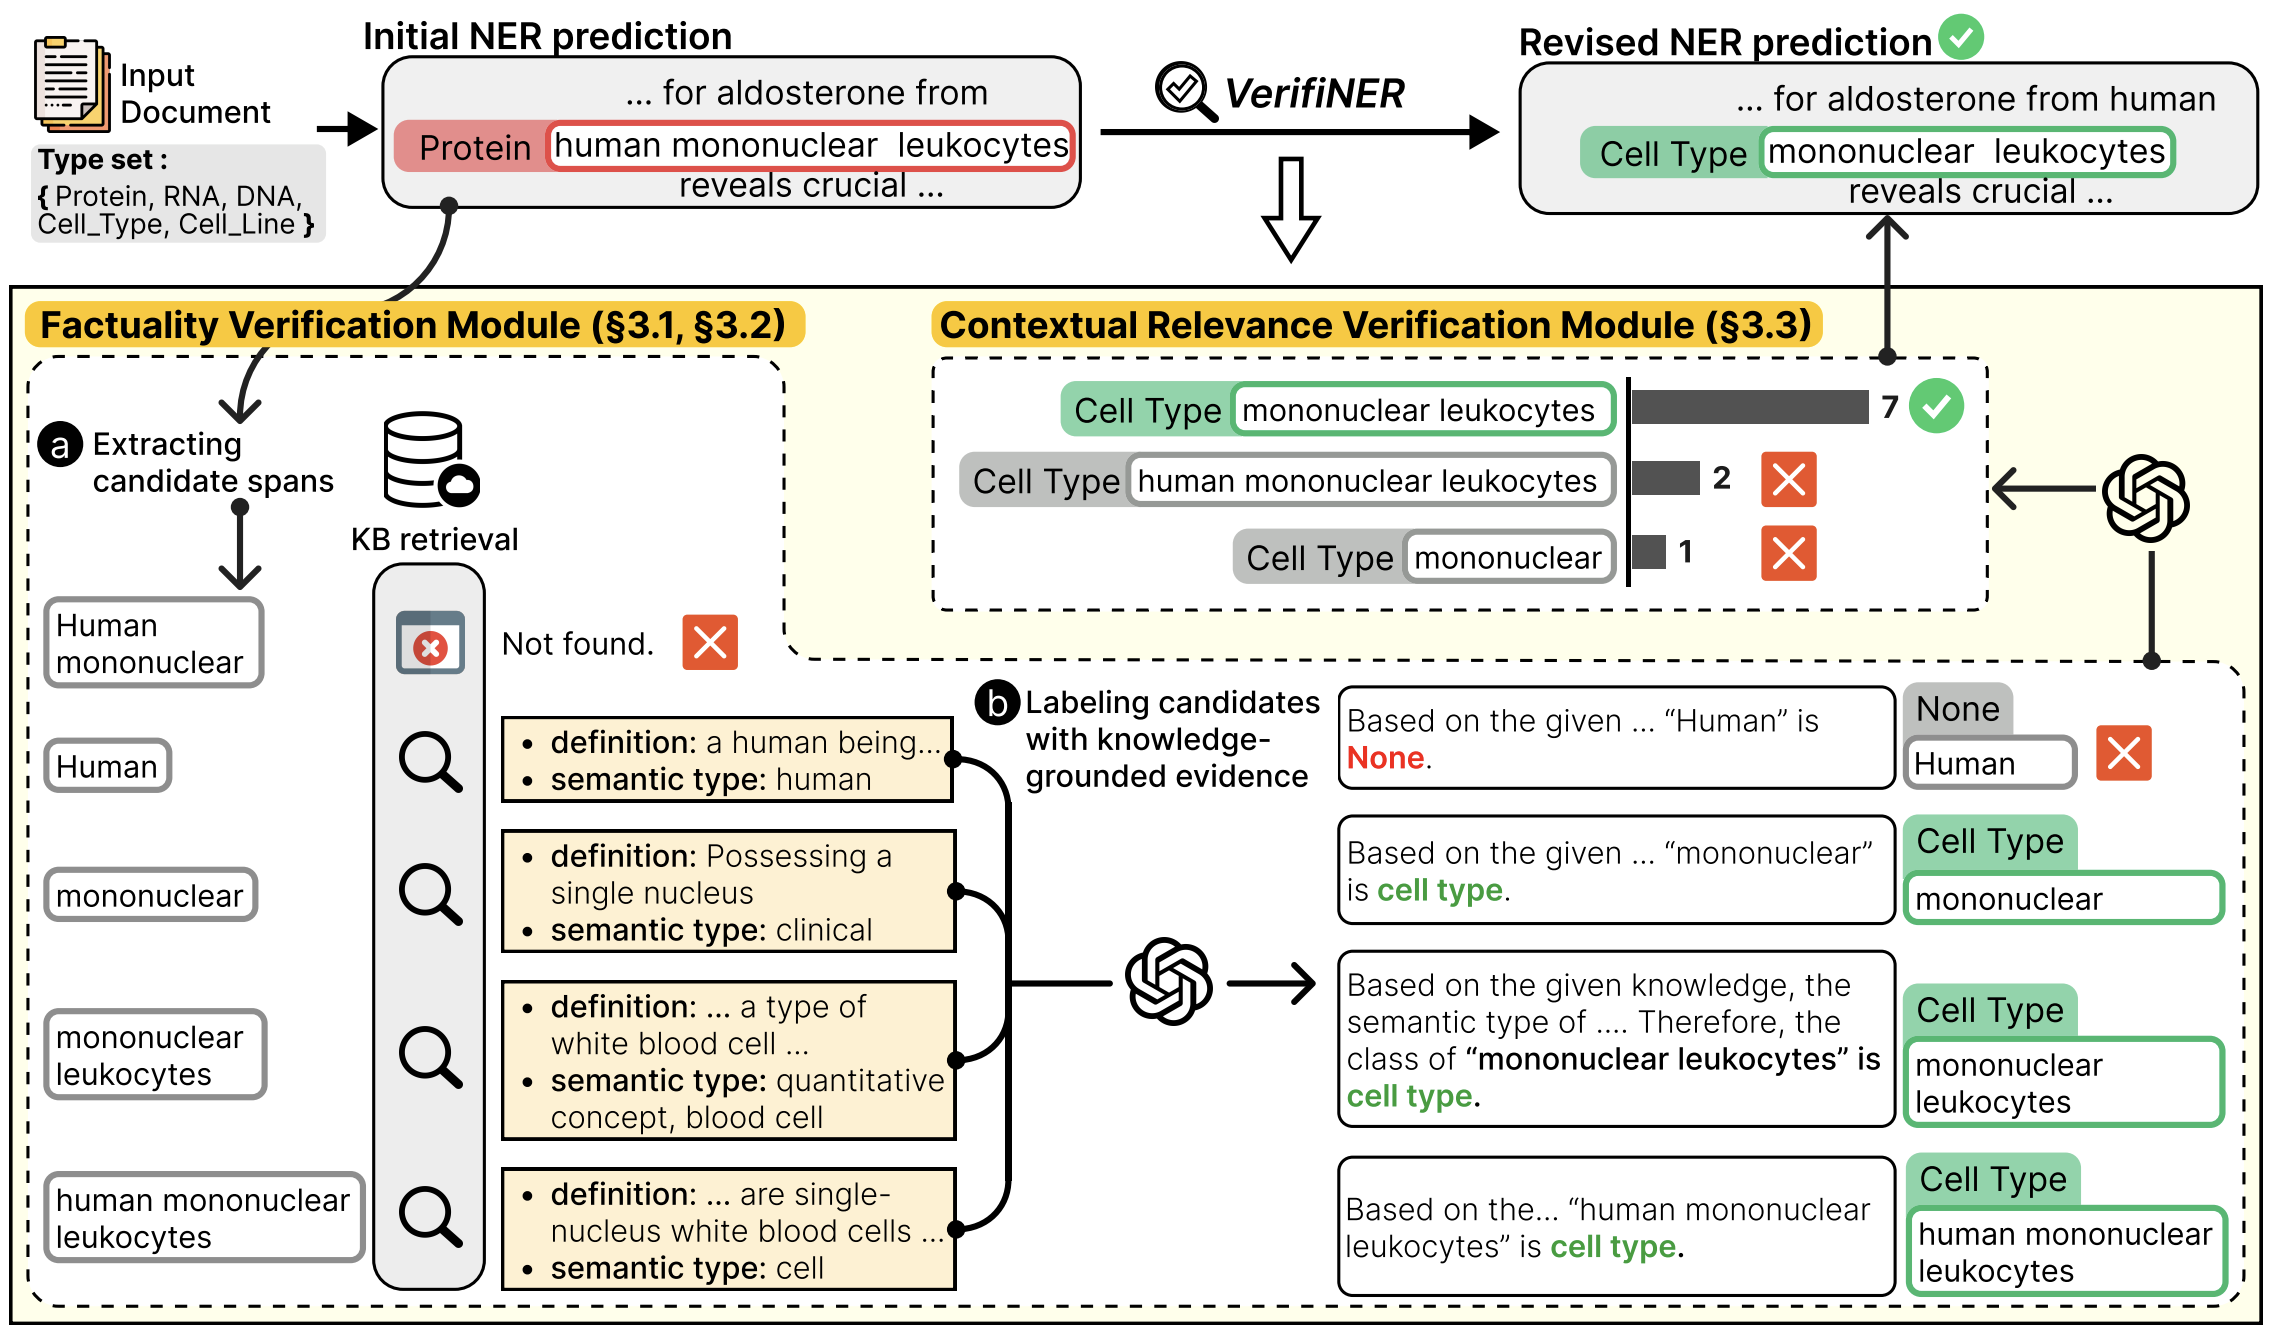 Input
Document
Type set :
{ Protein, RNA, DNA,
Cell_Type, Cell_Line }
Initial NER prediction
... for aldosterone from
Protein human mononuclear leukocytes
reveals crucial ...
VerifiNER
Revised NER prediction
... for aldosterone from human
Cell Type mononuclear leukocytes
reveals crucial ...
Factuality Verification Module (§3.1, §3.2)
a Extracting
candidate spans
KB retrieval
Human
mononuclear
Not found.
Human
• definition: a human being...
• semantic type: human
mononuclear
• definition: Possessing a
single nucleus
• semantic type: clinical
mononuclear
leukocytes
• definition: ... a type of
white blood cell ...
• semantic type: quantitative
concept, blood cell
human mononuclear
leukocytes
• definition: ... are single-
nucleus white blood cells ...
• semantic type: cell
Contextual Relevance Verification Module (§3.3)
Cell Type mononuclear leukocytes 7
Cell Type human mononuclear leukocytes 2
Cell Type mononuclear 1
b Labeling candidates
with knowledge-
grounded evidence
Based on the given ... “Human” is
None.
None
Human
Based on the given ... “mononuclear”
is cell type.
Cell Type
mononuclear
Based on the given knowledge, the
semantic type of .... Therefore, the
class of “mononuclear leukocytes” is
cell type.
Cell Type
mononuclear
leukocytes
Based on the... “human mononuclear
leukocytes” is cell type.
Cell Type
human mononuclear
leukocytes